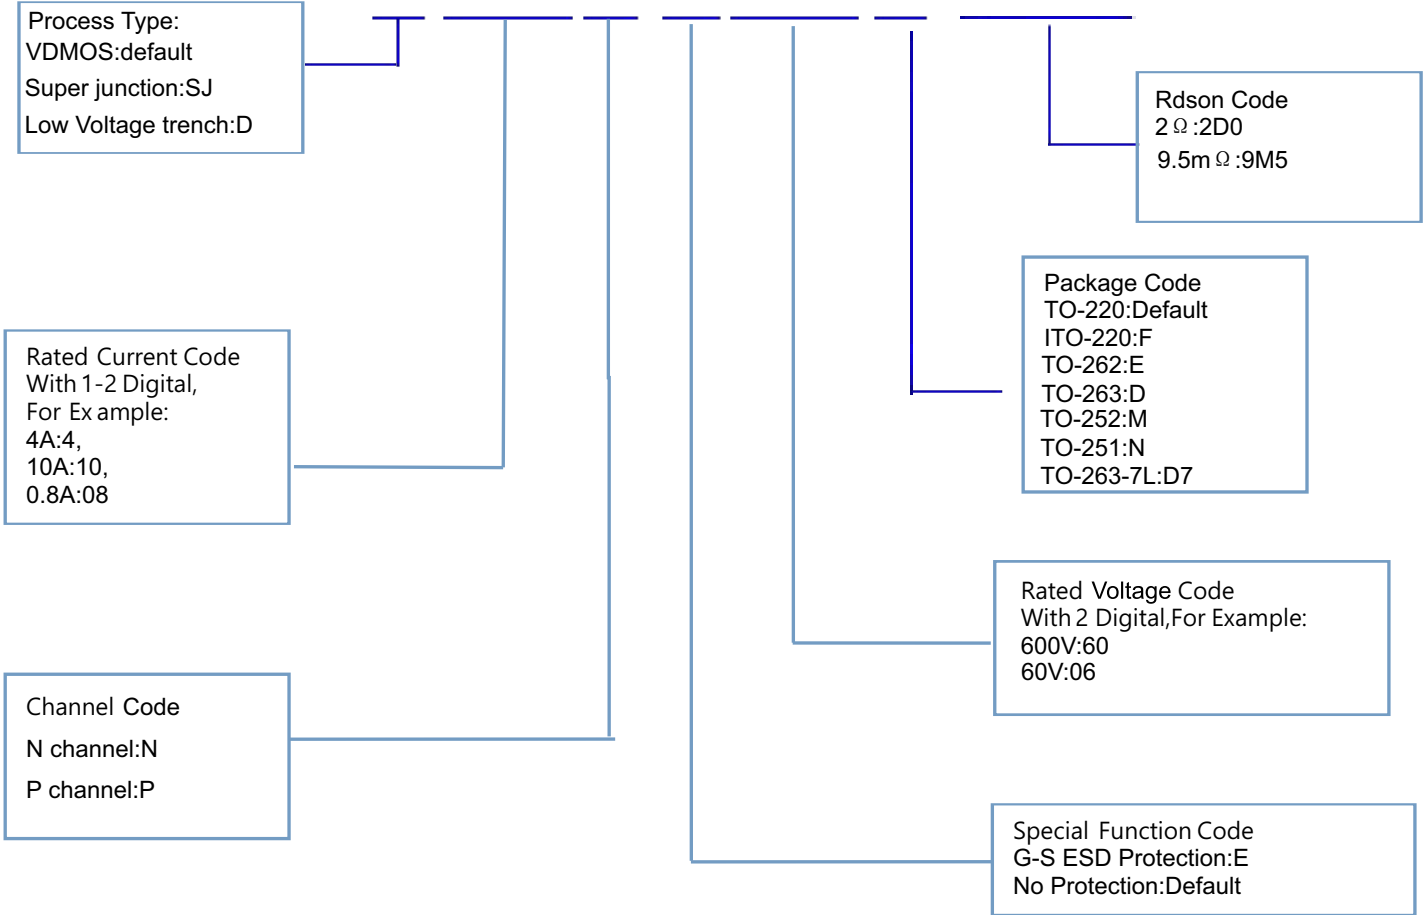 Process Type:
VDMOS:default
Super junction:SJ
Low Voltage trench:D
Rdson Code
2Ω:2D0
9.5mΩ:9M5
Package Code
TO-220:Default
ITO-220:F
TO-262:E
TO-263:D
TO-252:M
TO-251:N
TO-263-7L:D7
Rated Current Code
With 1-2 Digital,
For Ex ample:
4A:4,
10A:10,
0.8A:08
Rated Voltage Code
With 2 Digital,For Example:
600V:60
60V:06
Channel Code
N channel:N
P channel:P
Special Function Code
G-S ESD Protection:E
No Protection:Default